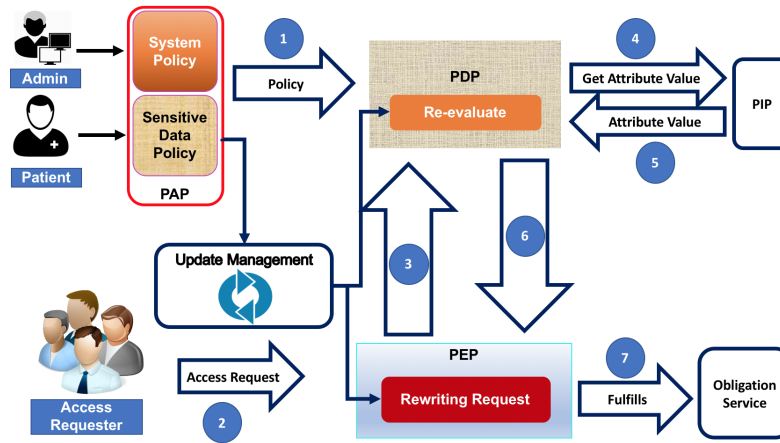 Admin
Patient
System
Policy
Sensitive
Data
Policy
PAP
1
Policy
PDP
Re-evaluate
4
Get Attribute Value
Attribute Value
5
PIP
Update Management
3
6
Access Requester
Access Request
2
PEP
Rewriting Request
7
Fulfills
Obligation
Service